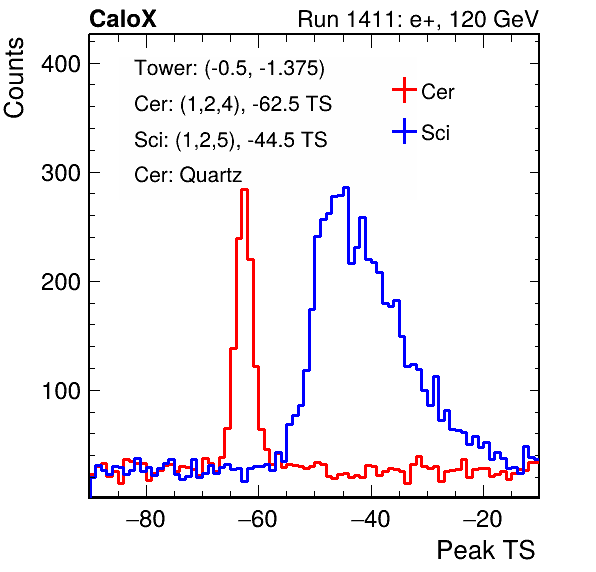 CaloX Run 1411: e+, 120 GeV
Counts
400
300
200
100
Tower: (-0.5, -1.375)
Cer: (1,2,4), -62.5 TS
Sci: (1,2,5), -44.5 TS
Cer: Quartz
Cer
Sci
−80 −60 −40 −20
Peak TS